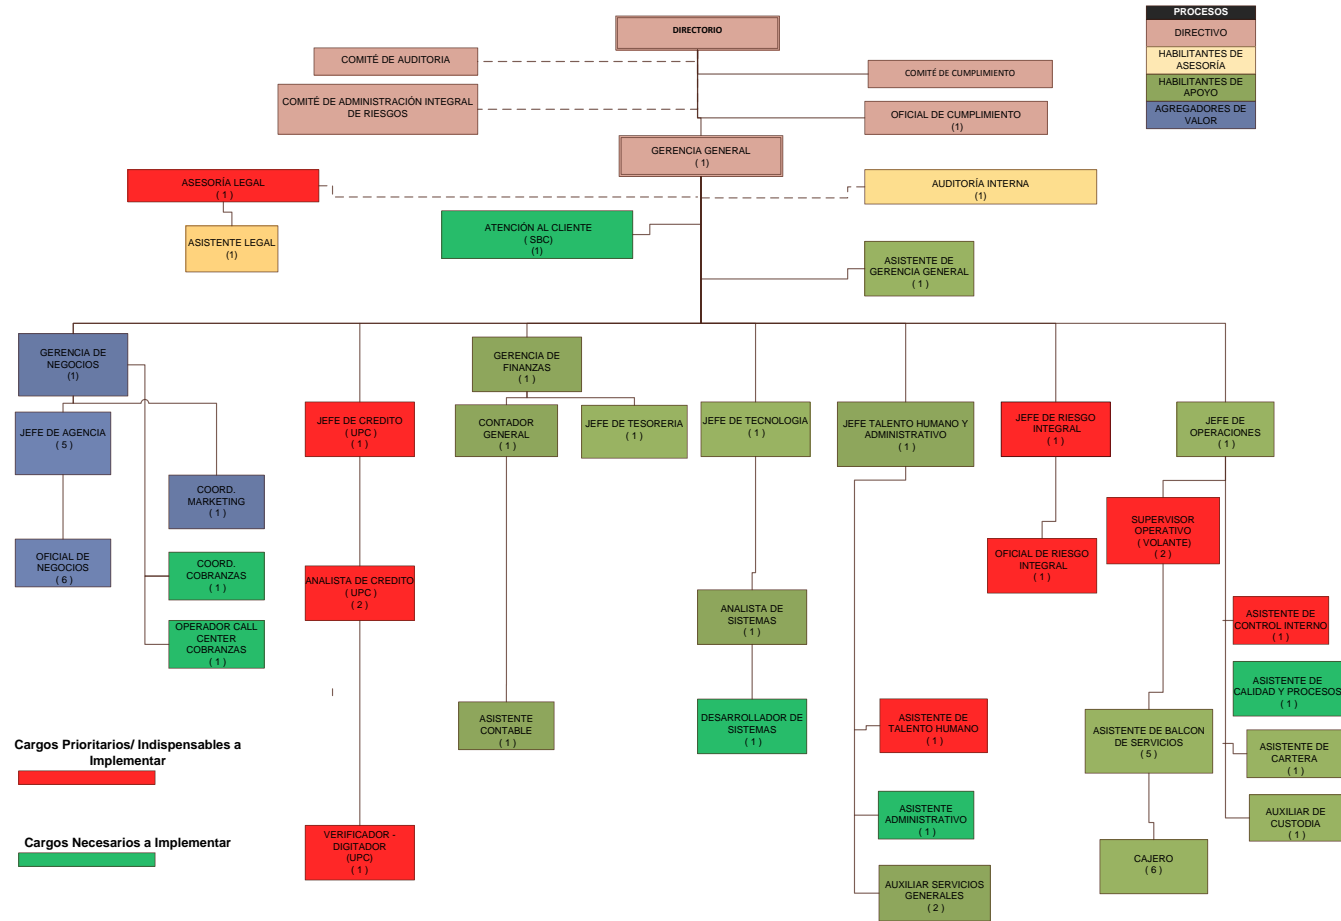 DIRECTORIO
PROCESOS
DIRECTIVO
HABILITANTES DE
ASESORÍA
HABILITANTES DE
APOYO
AGREGADORES DE
VALOR
COMITÉ DE AUDITORIA
COMITÉ DE CUMPLIMIENTO
COMITÉ DE ADMINISTRACIÓN INTEGRAL
DE RIESGOS
OFICIAL DE CUMPLIMIENTO
(1)
GERENCIA GENERAL
( 1)
ASESORÍA LEGAL
( 1 )
AUDITORÍA INTERNA
(1)
ASISTENTE LEGAL
(1)
ATENCIÓN AL CLIENTE
( SBC)
(1)
ASISTENTE DE
GERENCIA GENERAL
( 1 )
GERENCIA DE
NEGOCIOS
(1)
GERENCIA DE
FINANZAS
( 1 )
JEFE DE AGENCIA
( 5 )
JEFE DE CREDITO
( UPC )
( 1 )
CONTADOR
GENERAL
( 1 )
JEFE DE TESORERIA
( 1 )
JEFE DE TECNOLOGIA
( 1 )
JEFE TALENTO HUMANO Y
ADMINISTRATIVO
( 1 )
JEFE DE RIESGO
INTEGRAL
( 1 )
JEFE DE
OPERACIONES
( 1 )
COORD.
MARKETING
( 1 )
SUPERVISOR
OPERATIVO
( VOLANTE)
( 2 )
OFICIAL DE
NEGOCIOS
( 6 )
COORD.
COBRANZAS
( 1 )
OFICIAL DE RIESGO
INTEGRAL
( 1 )
ANALISTA DE CREDITO
( UPC )
( 2 )
ANALISTA DE
SISTEMAS
( 1 )
OPERADOR CALL
CENTER
COBRANZAS
( 1 )
ASISTENTE DE
CONTROL INTERNO
( 1 )
ASISTENTE DE
CALIDAD Y PROCESOS
( 1 )
ASISTENTE
CONTABLE
( 1 )
DESARROLLADOR DE
SISTEMAS
( 1 )
ASISTENTE DE
TALENTO HUMANO
( 1 )
ASISTENTE DE BALCON
DE SERVICIOS
( 5 )
ASISTENTE DE
CARTERA
( 1 )
Cargos Prioritarios/ Indispensables a
Implementar
ASISTENTE
ADMINISTRATIVO
( 1 )
AUXILIAR DE
CUSTODIA
( 1 )
Cargos Necesarios a Implementar
VERIFICADOR -
DIGITADOR
(UPC)
( 1 )
CAJERO
( 6 )
AUXILIAR SERVICIOS
GENERALES
( 2 )